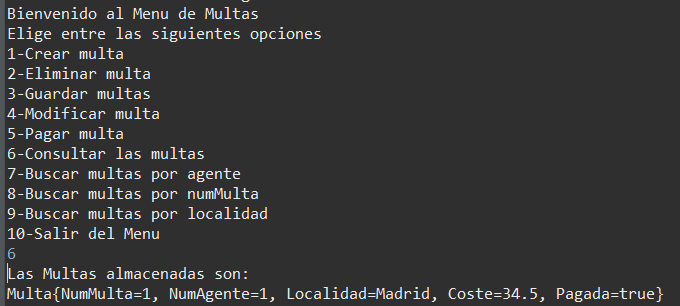 Bienvenido al Menu de Multas
Elige entre las siguientes opciones
1-Crear multa
2-Eliminar multa
3-Guardar multas
4-Modificar multa
5-Pagar multa
6-Consultar las multas
7-Buscar multas por agente
8-Buscar multas por numMulta
9-Buscar multas por localidad
10-Salir del Menu
6
Las Multas almacenadas son:
Multa{NumMulta=1, NumAgente=1, Localidad=Madrid, Coste=34.5, Pagada=true}